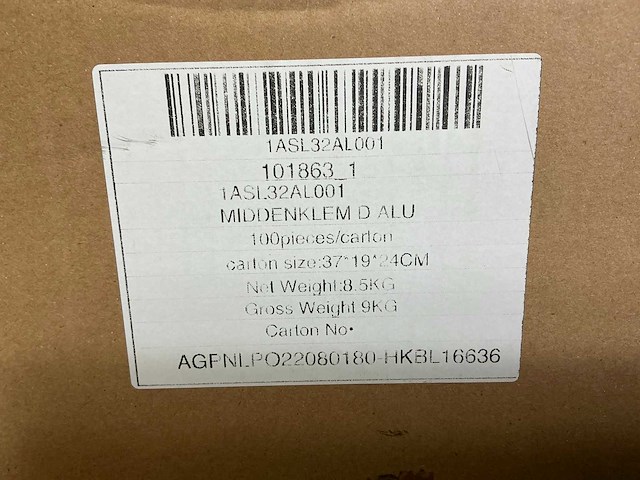 1ASL32AL001
101863_1
1ASL32AL001
MIDDENKLEM D ALU
100pieces/carton
carton size:37*19*24CM
Net Weight:8.5KG
Gross Weight 9KG
Carton No•
AGPNLPO22080180-HKBL16636